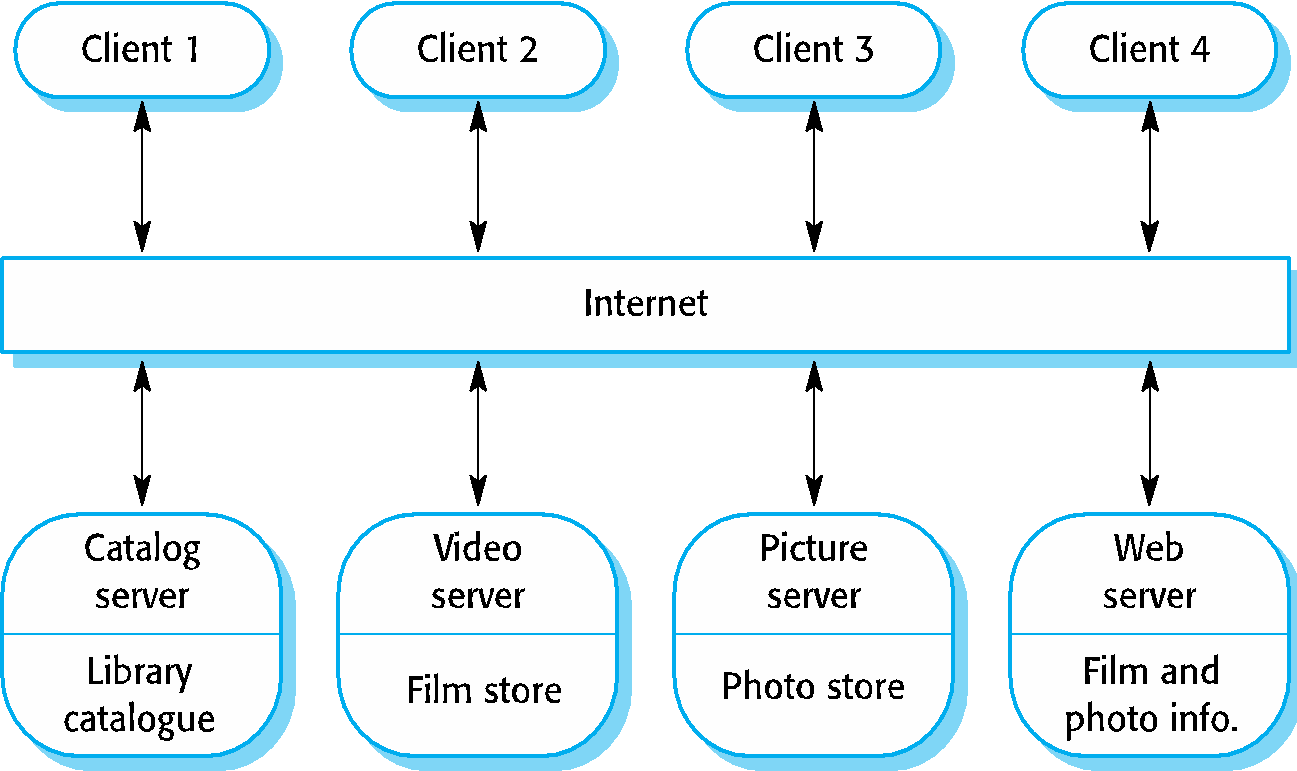 Client 1
Client 2
Client 3
Client 4
Internet
Catalog
server
Library
catalogue
Video
server
Film store
Picture
server
Photo store
Web
server
Film and
photo info.